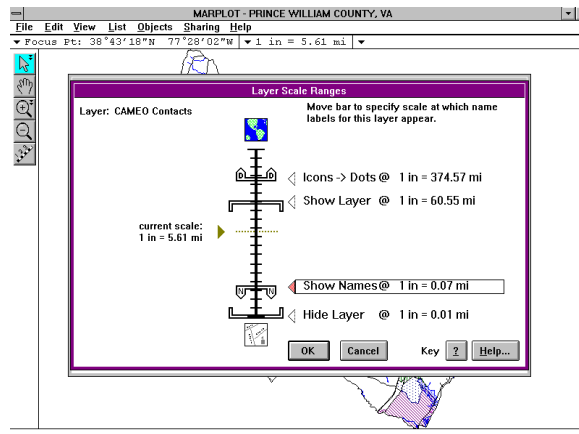 MARPLOT - PRINCE WILLIAM COUNTY, VA
File Edit View List Objects Sharing Help
Focus Pt: 38°43'18"N 77°28'02"W 1 in = 5.61 mi
Layer Scale Ranges
Layer: CAMEO Contacts
Move bar to specify scale at which name
labels for this layer appear.
D D
Icons -> Dots @ 1 in = 374.57 mi
Show Layer @ 1 in = 60.55 mi
current scale:
1 in = 5.61 mi
Show Names @ 1 in = 0.07 mi
N N
Hide Layer @ 1 in = 0.01 mi
OK Cancel Key ? Help...